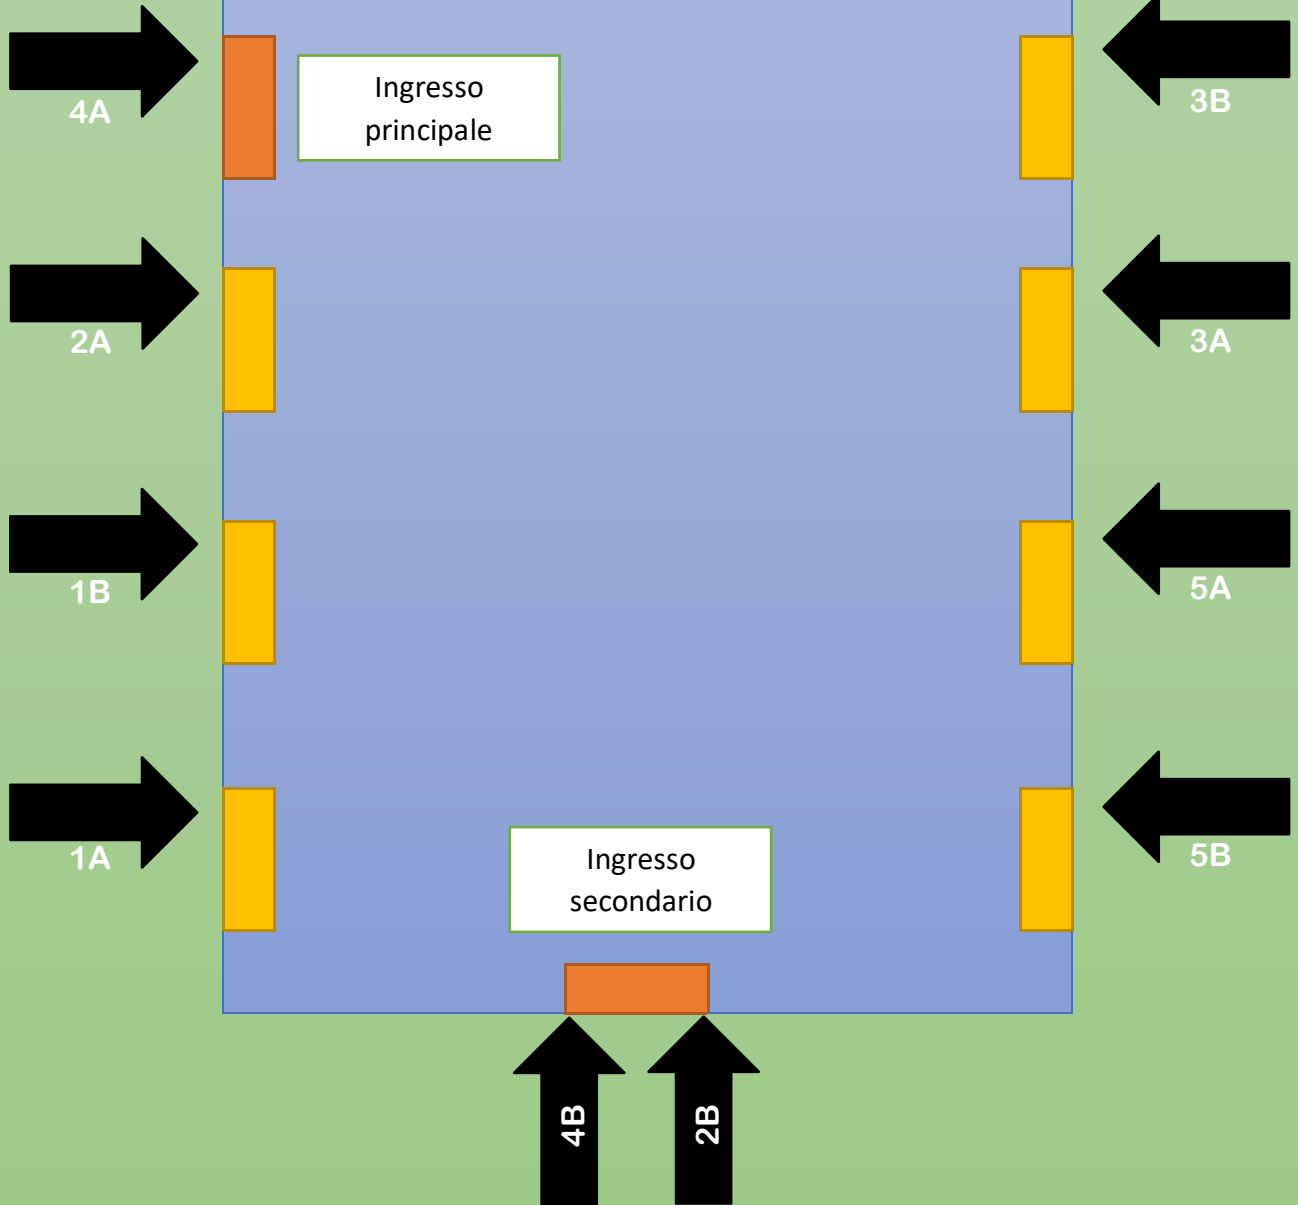 4A
Ingresso
principale
3B
2A
3A
1B
5A
1A
5B
Ingresso
secondario
4B
2B